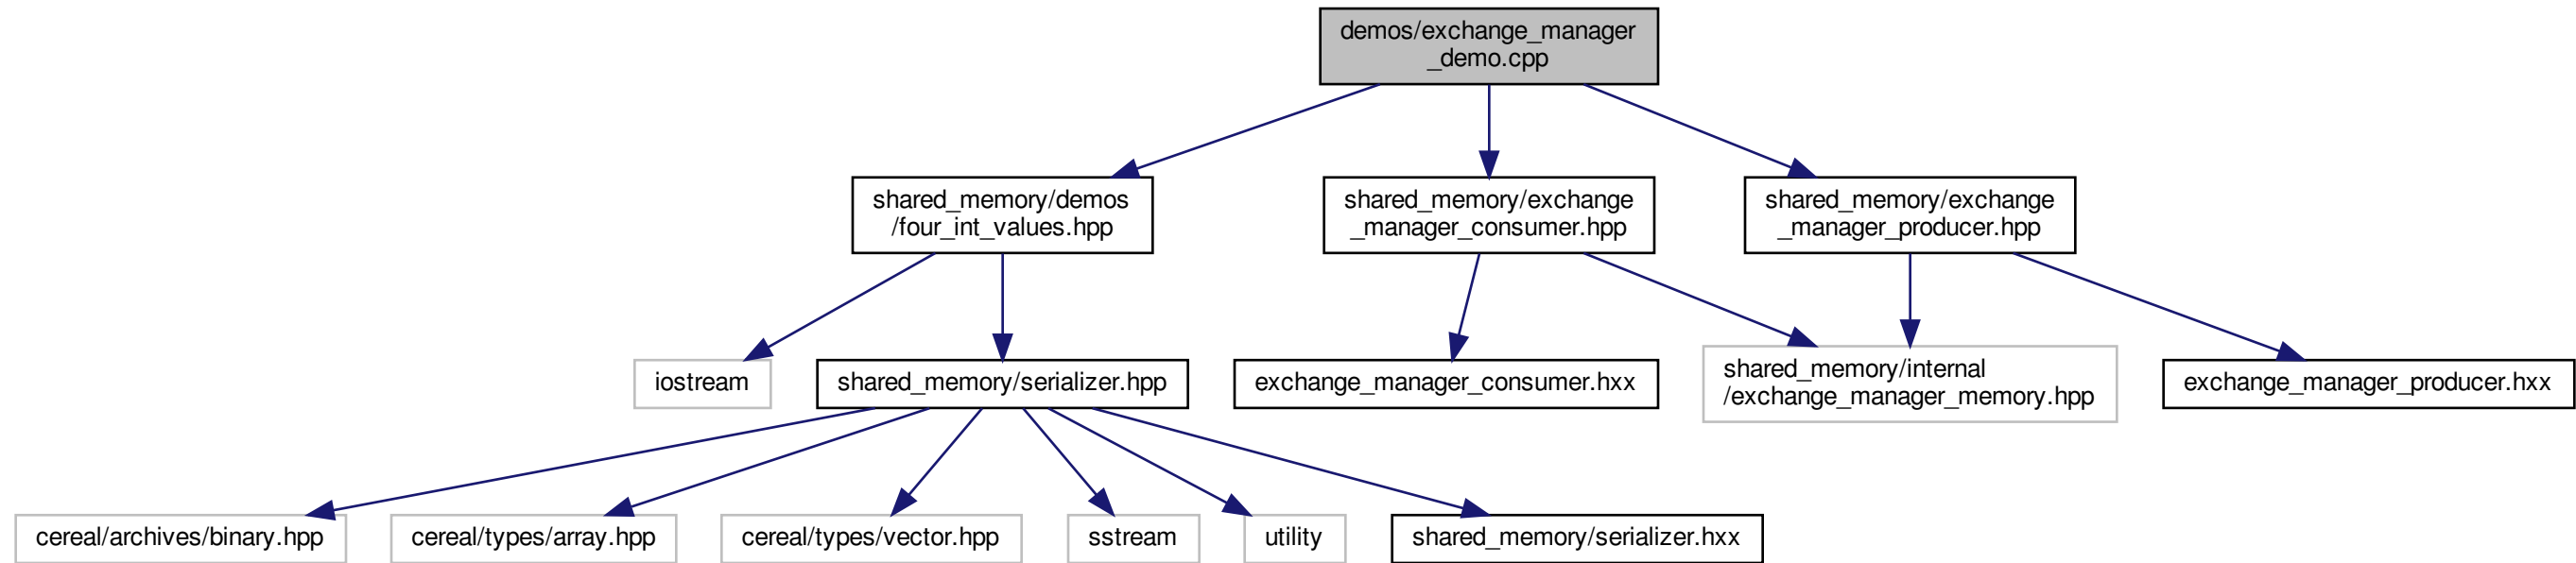 demos/exchange_manager
_demo.cpp
shared_memory/demos
/four_int_values.hpp
shared_memory/exchange
_manager_consumer.hpp
shared_memory/exchange
_manager_producer.hpp
iostream
shared_memory/serializer.hpp
exchange_manager_consumer.hxx
shared_memory/internal
/exchange_manager_memory.hpp
exchange_manager_producer.hxx
cereal/archives/binary.hpp
cereal/types/array.hpp
cereal/types/vector.hpp
sstream
utility
shared_memory/serializer.hxx